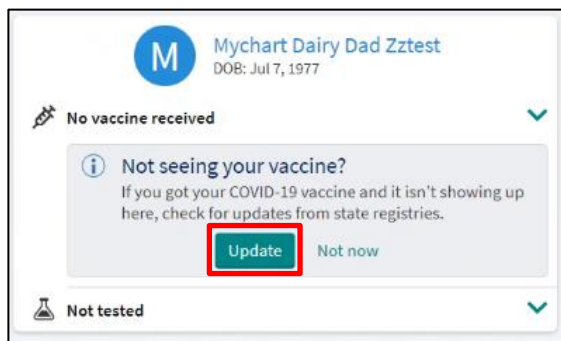 M
Mychart Dairy Dad Zztest
DOB: Jul 7, 1977
No vaccine received
Not seeing your vaccine?
If you got your COVID-19 vaccine and it isn't showing up
here, check for updates from state registries.
Update
Not now
Not tested